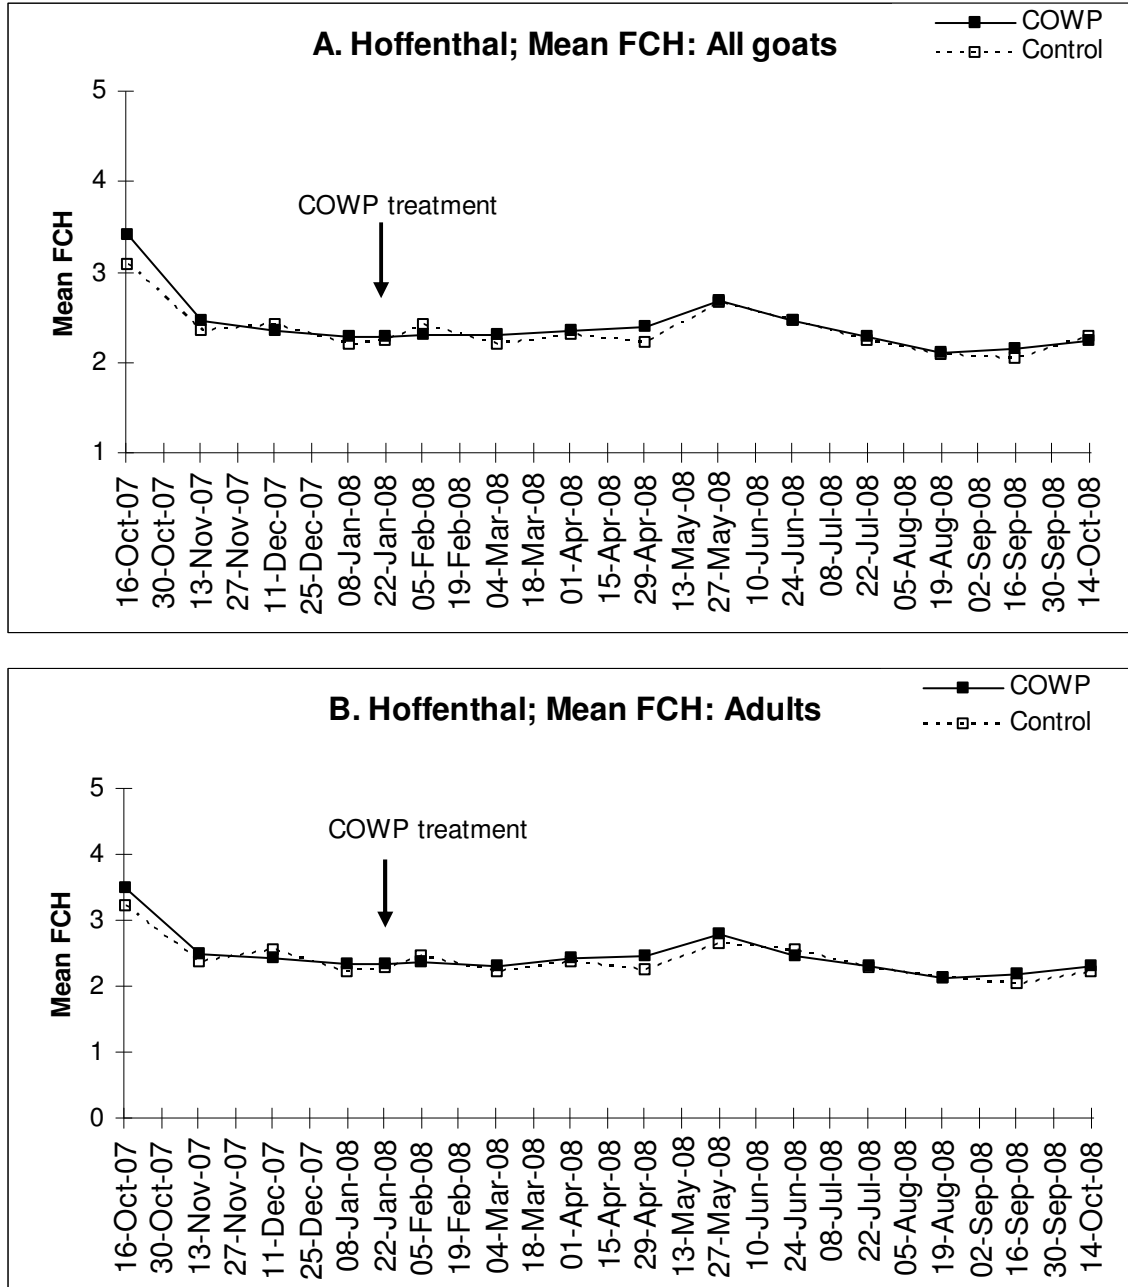 A. Hoffenthal; Mean FCH: All goats
COWP
Control
Mean FCH
5
4
3
2
1
COWP treatment
16-Oct-07
30-Oct-07
13-Nov-07
27-Nov-07
11-Dec-07
25-Dec-07
08-Jan-08
22-Jan-08
05-Feb-08
19-Feb-08
04-Mar-08
18-Mar-08
01-Apr-08
15-Apr-08
29-Apr-08
13-May-08
27-May-08
10-Jun-08
24-Jun-08
08-Jul-08
22-Jul-08
05-Aug-08
19-Aug-08
02-Sep-08
16-Sep-08
30-Sep-08
14-Oct-08
B. Hoffenthal; Mean FCH: Adults
COWP
Control
Mean FCH
5
4
3
2
1
0
COWP treatment
16-Oct-07
30-Oct-07
13-Nov-07
27-Nov-07
11-Dec-07
25-Dec-07
08-Jan-08
22-Jan-08
05-Feb-08
19-Feb-08
04-Mar-08
18-Mar-08
01-Apr-08
15-Apr-08
29-Apr-08
13-May-08
27-May-08
10-Jun-08
24-Jun-08
08-Jul-08
22-Jul-08
05-Aug-08
19-Aug-08
02-Sep-08
16-Sep-08
30-Sep-08
14-Oct-08